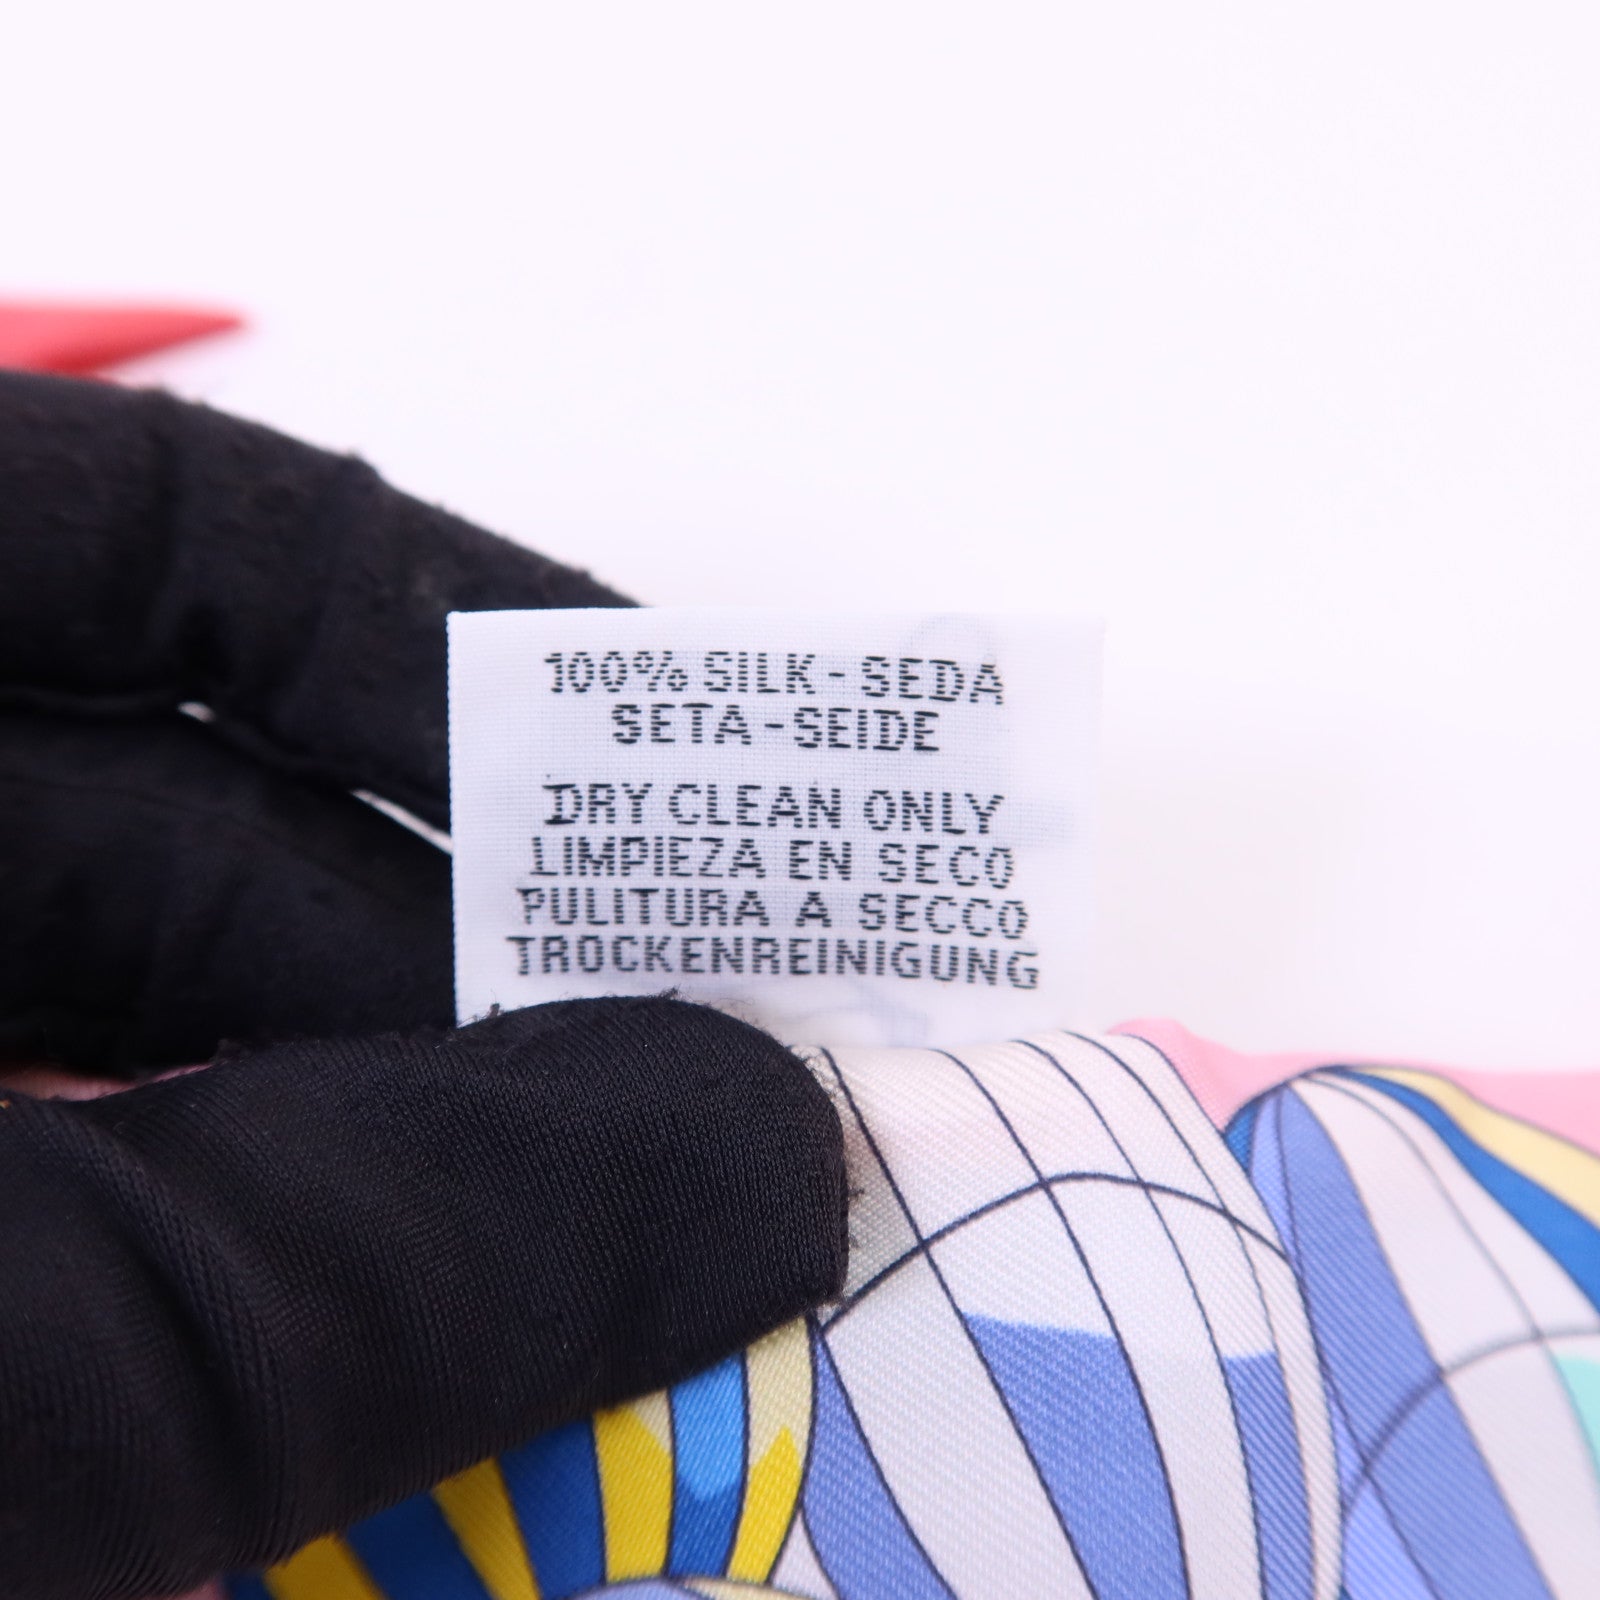 100% SILK-SEDA
SETA-SEIDE
DRY CLEAN ONLY
LIMPIEZA EN SECO
PULITURA A SECCO
TROCKENREINIGUNG